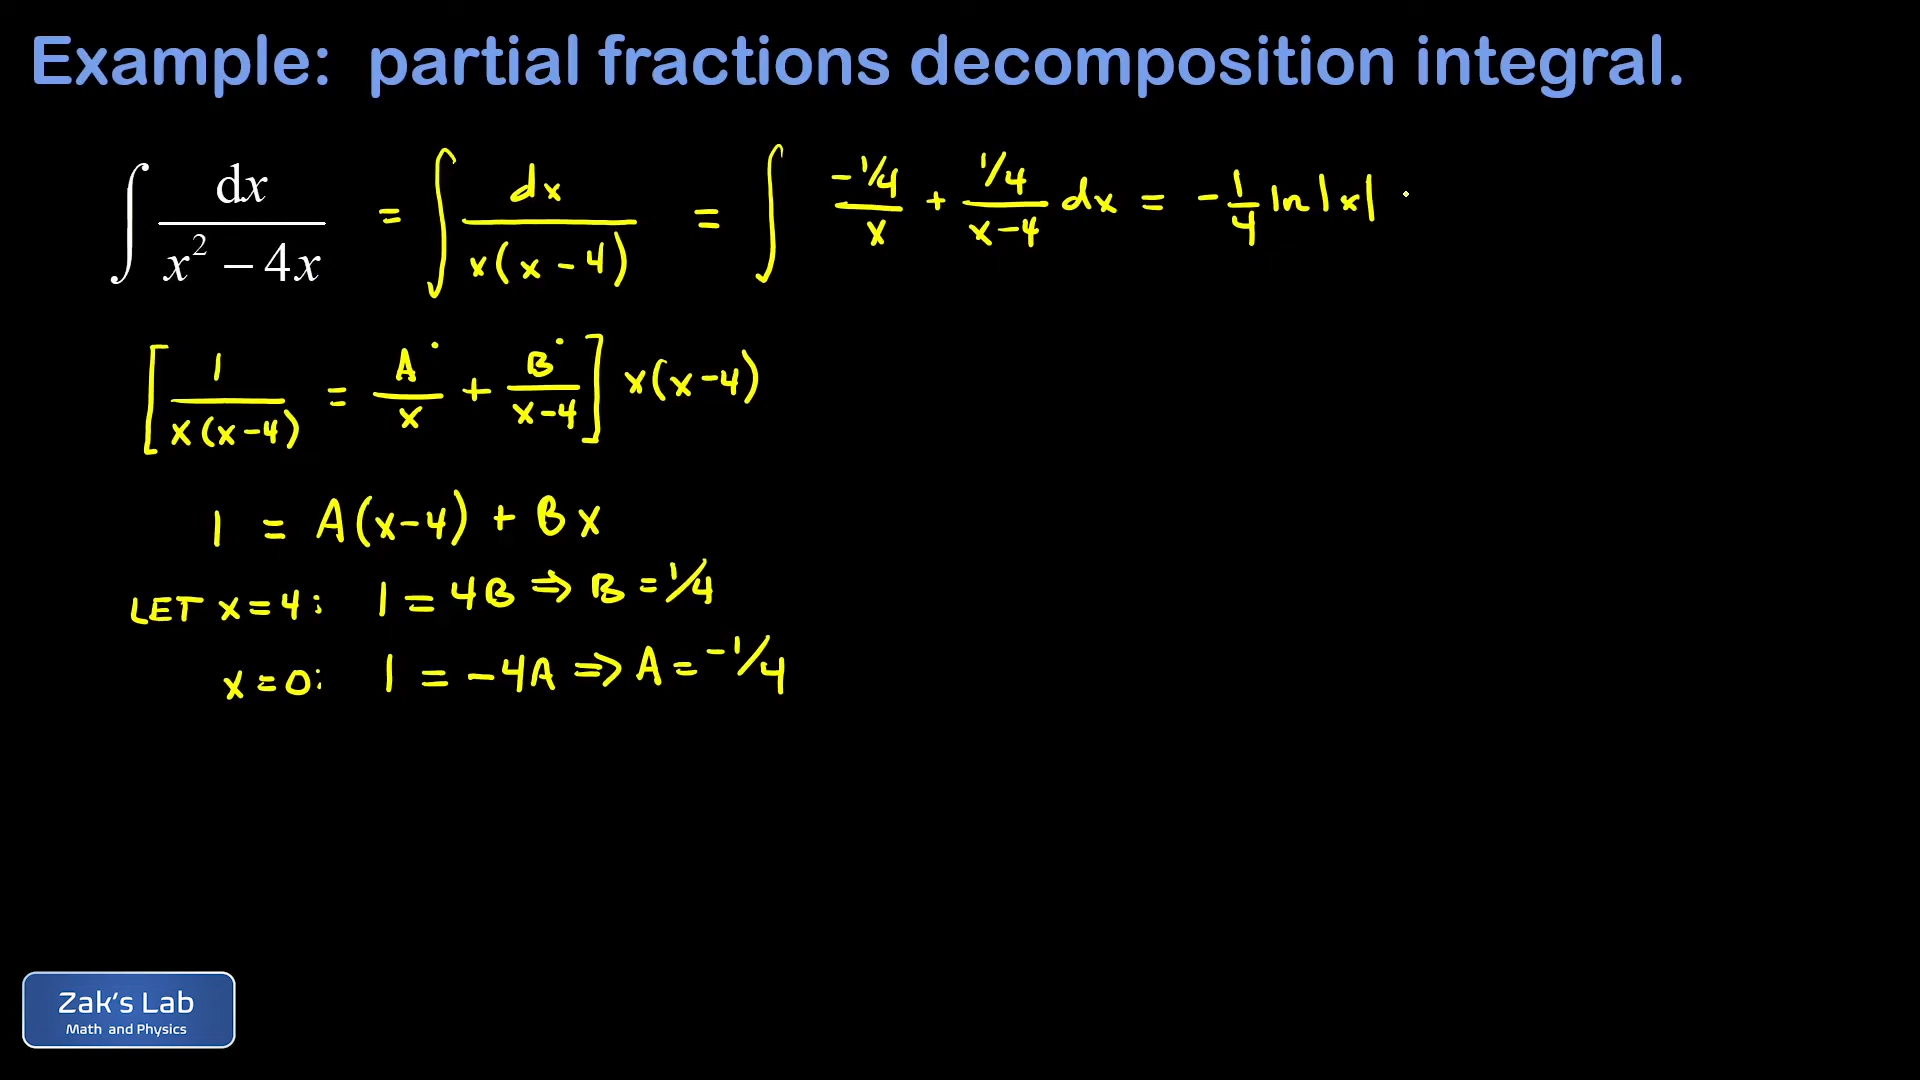 Example: partial fractions decomposition integral.
∫ dx/(x² − 4x) = ∫ dx/(x(x − 4)) = ∫ (−1/4)/x + (1/4)/(x−4) dx = −1/4 ln|x|
[1/(x(x−4)) = A/x + B/(x−4)] x(x−4)
1 = A(x−4) + Bx
LET x=4: 1 = 4B ⇒ B = 1/4
x=0: 1 = −4A ⇒ A = −1/4
Zak's Lab
Math and Physics